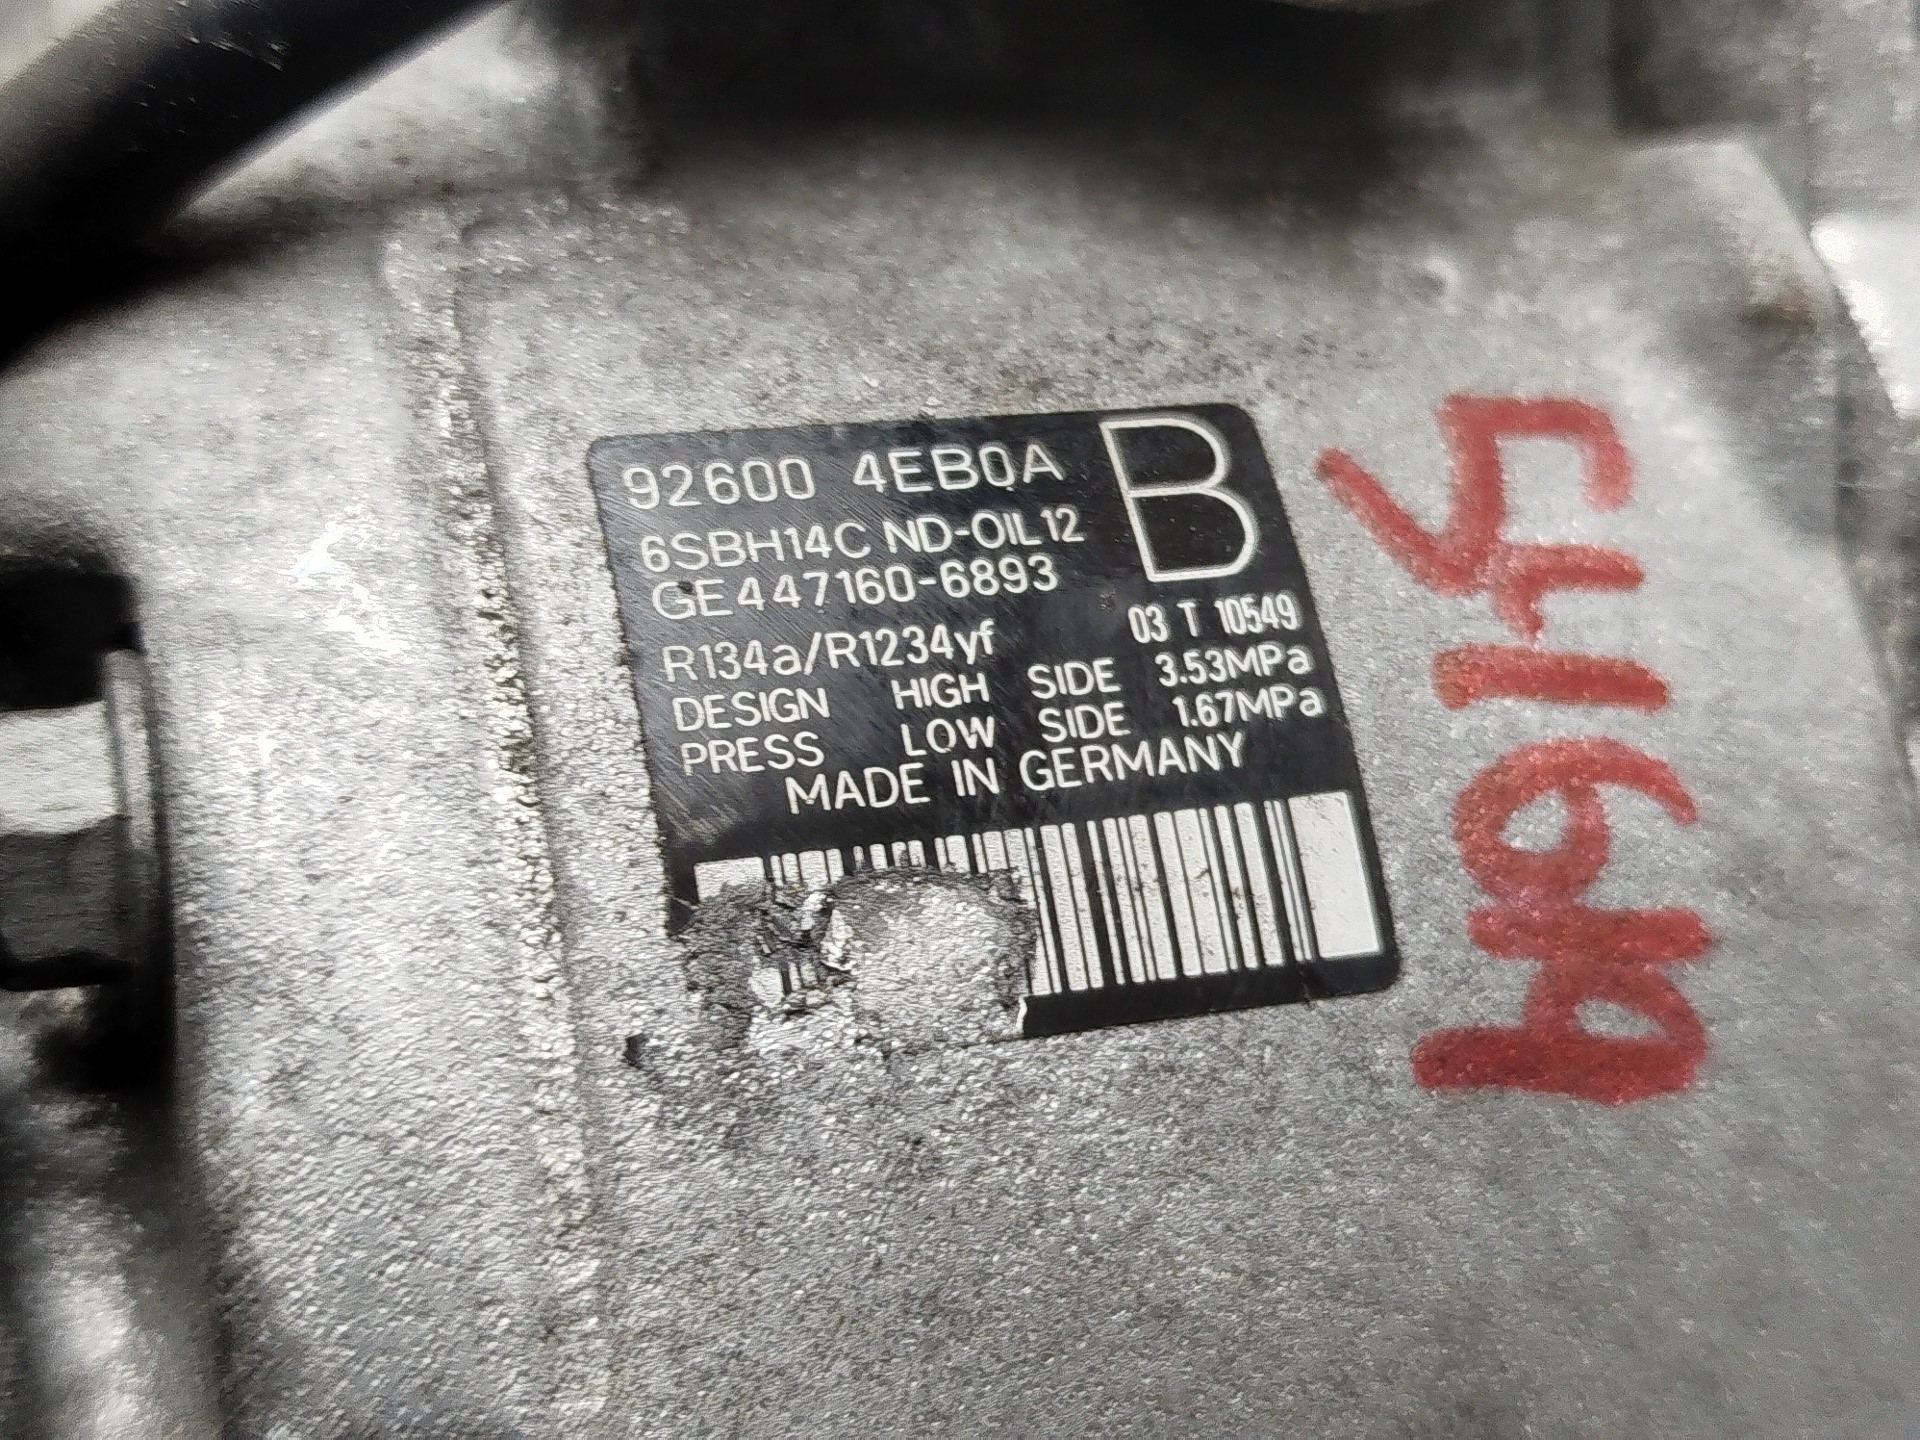 92600 4EB0A B
6SBH14C ND-OIL12
GE447160-6893
R134a/R1234yf 03 T 10549
DESIGN HIGH SIDE 3.53MPa
PRESS LOW SIDE 1.67MPa
MADE IN GERMANY